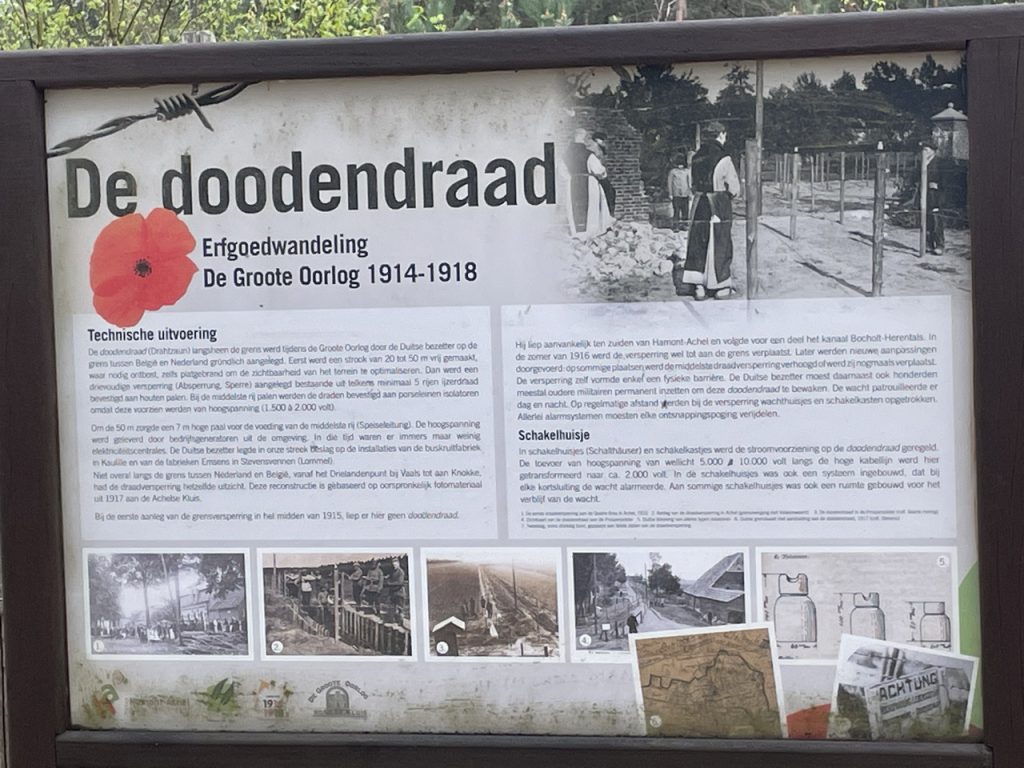 De doodendraad
Erfgoedwandeling
De Groote Oorlog 1914-1918
Technische uitvoering
De doodendraad (Drahtzaun) langsheen de grens werd tijdens de Groote Oorlog door de Duitse bezetter op de
grens tussen België en Nederland gründlich aangelegd. Eerst werd een strook van 20 tot 50 m vrij gemaakt,
waar nodig ontbost, zelfs platgebrand om de zichtbaarheid van het terrein te optimaliseren. Dan werd een
drievoudige versperring (Absperrung, Sperre) aangelegd bestaande uit telkens minimaal 5 rijen ijzerdraad
bevestigd aan houten palen. Bij de middelste rij palen werden de draden bevestigd aan porseleinen isolatoren
omdat deze voorzien werden van hoogspanning (1.500 à 2.000 volt).
Om de 50 m zorgde een 7 m hoge paal voor de voeding van de middelste rij (Speiseleitung). De hoogspanning
werd geleverd door bedrijfsgeneratoren uit de omgeving. In die tijd waren er immers maar weinig
elektriciteitscentrales. De Duitse bezetter legde in onze streek beslag op de installaties van de buskruitfabriek
in Kaulille en van de fabrieken Emsens in Stevensvennen (Lommel).
Niet overal langs de grens tussen Nederland en België, vanaf het Drielandenpunt bij Vaals tot aan Knokke,
had de draadversperring hetzelfde uitzicht. Deze reconstructie is gebaseerd op oorspronkelijk fotomateriaal
uit 1917 aan de Achelse Kluis.
Bij de eerste aanleg van de grensversperring in het midden van 1915, liep er hier geen doodendraad.
Hij liep aanvankelijk ten zuiden van Hamont-Achel en volgde voor een deel het kanaal Bocholt-Herentals. In
de zomer van 1916 werd de versperring wel tot aan de grens verplaatst. Later werden nieuwe aanpassingen
doorgevoerd: op sommige plaatsen werd de middelste draadversperring verhoogd of werd zij nogmaals verplaatst.
De versperring zelf vormde enkel een fysieke barrière. De Duitse bezetter moest daarnaast ook honderden
meestal oudere militairen permanent inzetten om deze doodendraad te bewaken. De wacht patrouilleerde er
dag en nacht. Op regelmatige afstand werden bij de versperring wachthuisjes en schakelkasten opgetrokken.
Allerlei alarmsystemen moesten elke ontsnappingspoging verijdelen.
Schakelhuisje
In schakelhuisjes (Schalthäuser) en schakelkastjes werd de stroomvoorziening op de doodendraad geregeld.
De toevoer van hoogspanning van wellicht 5.000 à 10.000 volt langs de hoge kabellijn werd hier
getransformeerd naar ca. 2.000 volt. In de schakelhuisjes was ook een systeem ingebouwd, dat bij
elke kortsluiting de wacht alarmeerde. Aan sommige schakelhuisjes was ook een ruimte gebouwd voor het
verblijf van de wacht.
1.
2.
3.
4.
5.
ACHTUNG
DE GROOTE OORLOG